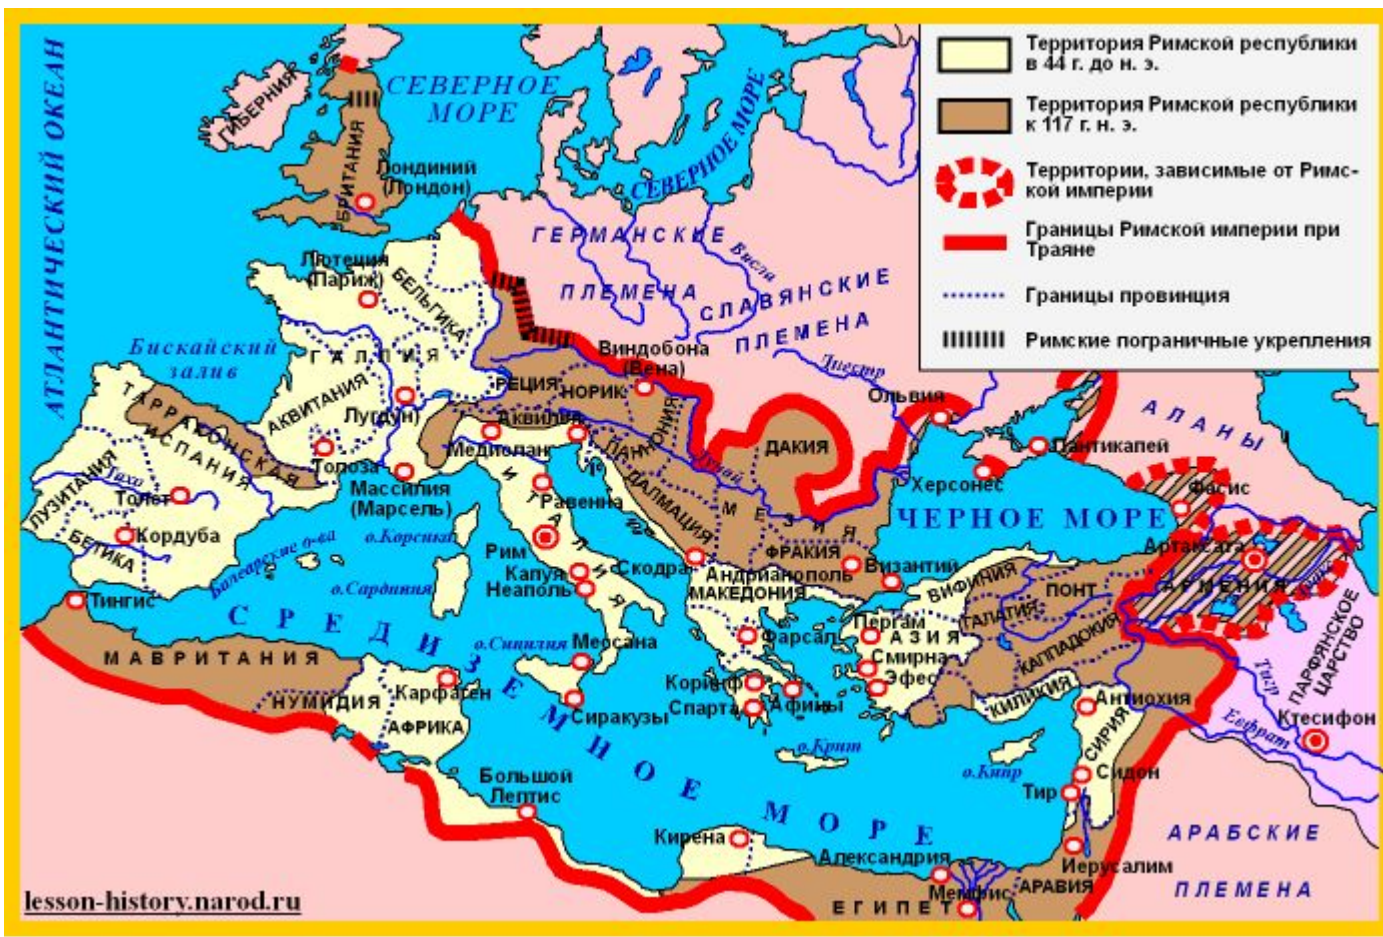 Территория Римской республики
в 44 г. до н. э.
Территория Римской республики
к 117 г. н. э.
Территории, зависимые от Римс-
кой империи
Границы Римской империи при
Траяне
Границы провинция
Римские пограничные укрепления
АТЛАНТИЧЕСКИЙ ОКЕАН
СЕВЕРНОЕ
МОРЕ
СЕВЕРНОЕ МОРЕ
ГИБЕРНИЯ
БРИТАНИЯ
Лондиний
(Лондон)
ГЕРМАНСКИЕ
ПЛЕМЕНА
Висла
СЛАВЯНСКИЕ
ПЛЕМЕНА
Лютеция
(Париж)
БЕЛЬГИКА
Бискайский
залив
ГАЛЛИЯ
АКВИТАНИЯ
Лугдун
РЕЦИЯ
НОРИК
Виндобона
(Вена)
Днестр
Ольвия
АЛАНЫ
ТАРРАКОНСКАЯ
ИСПАНИЯ
ЛУЗИТАНИЯ
Тахо
Толет
Кордуба
БЕТИКА
Толоза
Массилия
(Марсель)
Медиолан
Аквилия
ПАННОНИЯ
Дунай
ДАКИЯ
Пантикапей
Херсонес
ЧЕРНОЕ МОРЕ
Фасис
Артаксата
АРМЕНИЯ
ИТАЛИЯ
Равенна
ДАЛМАЦИЯ
МЕЗИЯ
ФРАКИЯ
Балеарские о-ва
о.Корсика
о.Сардиния
Рим
Капуя
Неаполь
Скодра
Андрианополь
МАКЕДОНИЯ
Византий
ВИФИНИЯ
ПОНТ
ГАЛАТИЯ
КАППАДОКИЯ
Тингис
СРЕДИЗЕМНОЕ МОРЕ
о.Сицилия
Меосана
Фарсал
Пергам
АЗИЯ
Смирна
Эфес
МАВРИТАНИЯ
НУМИДИЯ
Карфаген
АФРИКА
Сиракузы
Коринф
Спарта
Афины
КИЛИКИЯ
Антиохия
СИРИЯ
Тигр
ПАРФЯНСКОЕ
ЦАРСТВО
Евфрат
Ктесифон
о.Крит
о.Кипр
Сидон
Тир
Большой
Лептис
Кирена
Александрия
Иерусалим
АРАБСКИЕ
ПЛЕМЕНА
Мемфис
АРАВИЯ
ЕГИПЕТ
lesson-history.narod.ru